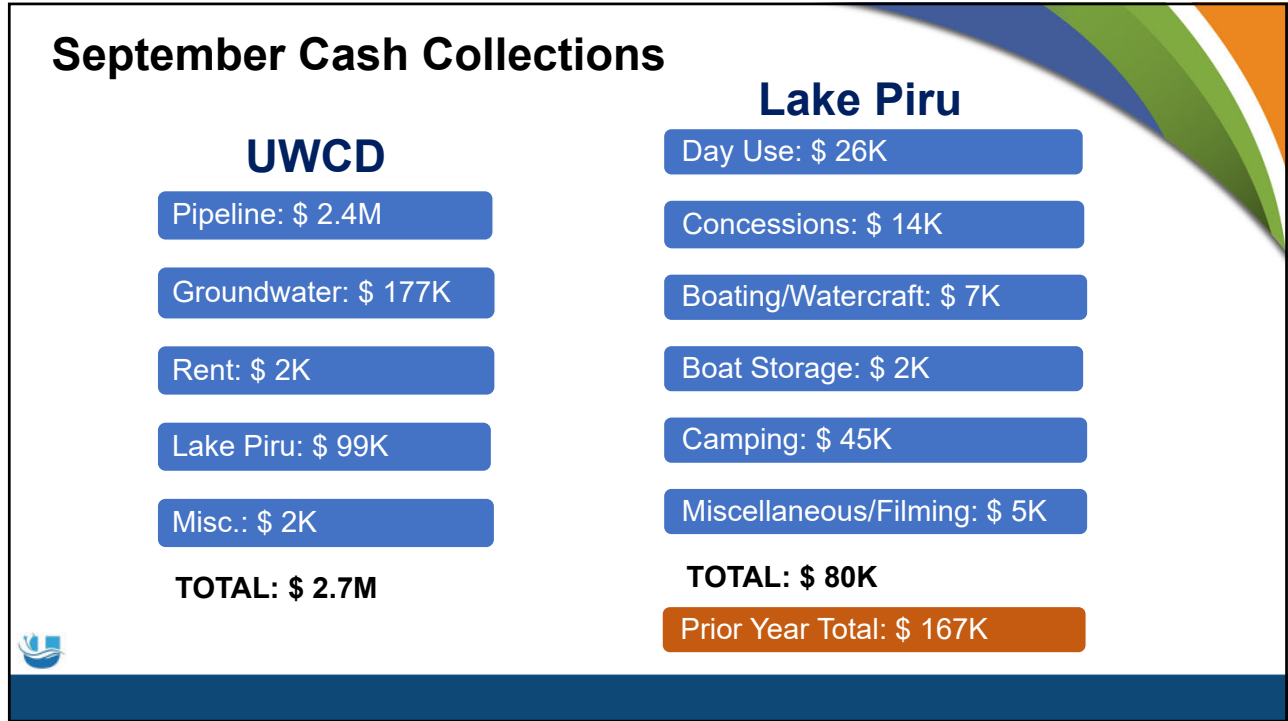 September Cash Collections
UWCD
Pipeline: $ 2.4M
Groundwater: $ 177K
Rent: $ 2K
Lake Piru: $ 99K
Misc.: $ 2K
TOTAL: $ 2.7M
Lake Piru
Day Use: $ 26K
Concessions: $ 14K
Boating/Watercraft: $ 7K
Boat Storage: $ 2K
Camping: $ 45K
Miscellaneous/Filming: $ 5K
TOTAL: $ 80K
Prior Year Total: $ 167K